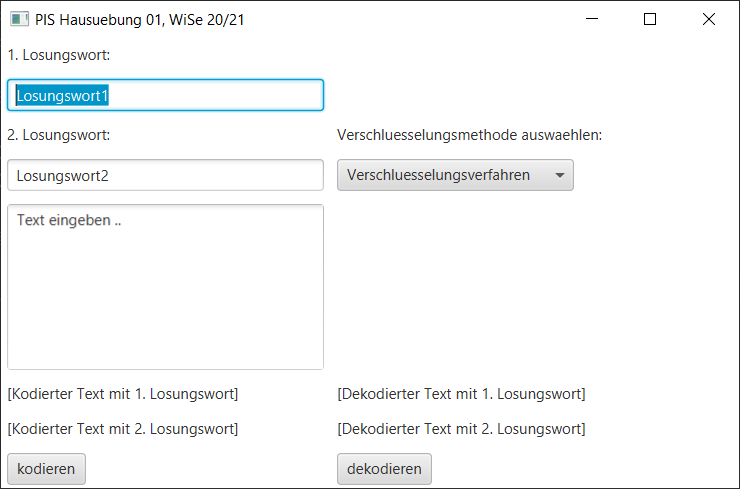 PIS Hausuebung 01, WiSe 20/21
1. Losungswort:
Losungswort1
2. Losungswort:
Verschluesselungsmethode auswaehlen:
Losungswort2
Verschluesselungsverfahren
Text eingeben ..
[Kodierter Text mit 1. Losungswort]
[Dekodierter Text mit 1. Losungswort]
[Kodierter Text mit 2. Losungswort]
[Dekodierter Text mit 2. Losungswort]
kodieren
dekodieren